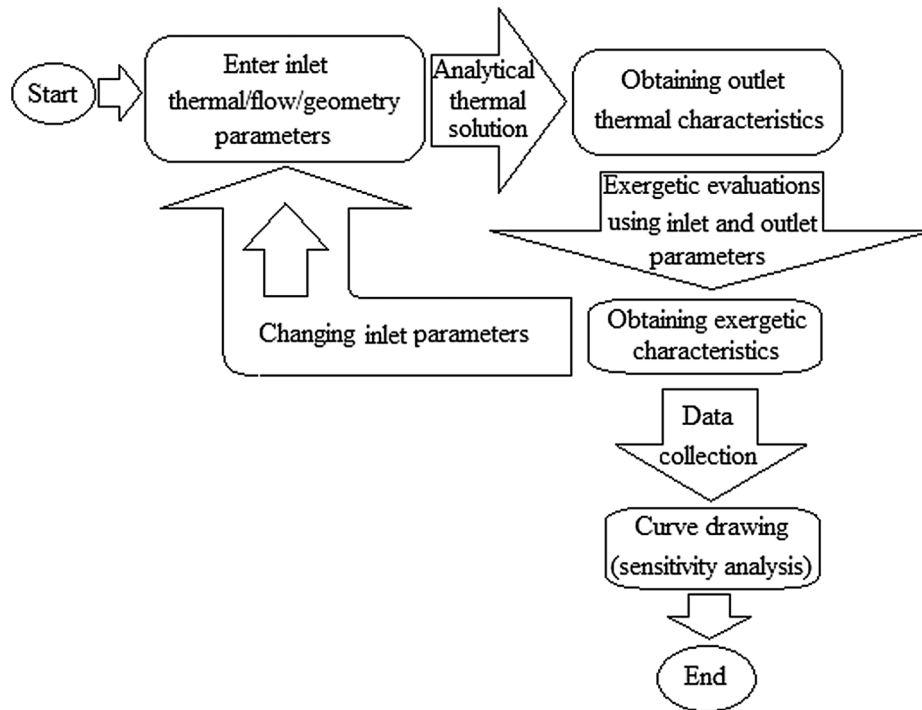 Start
Enter inlet
thermal/flow/geometry
parameters
Analytical
thermal
solution
Obtaining outlet
thermal characteristics
Exergetic evaluations
using inlet and outlet
parameters
Obtaining exergetic
characteristics
Changing inlet parameters
Data
collection
Curve drawing
(sensitivity analysis)
End